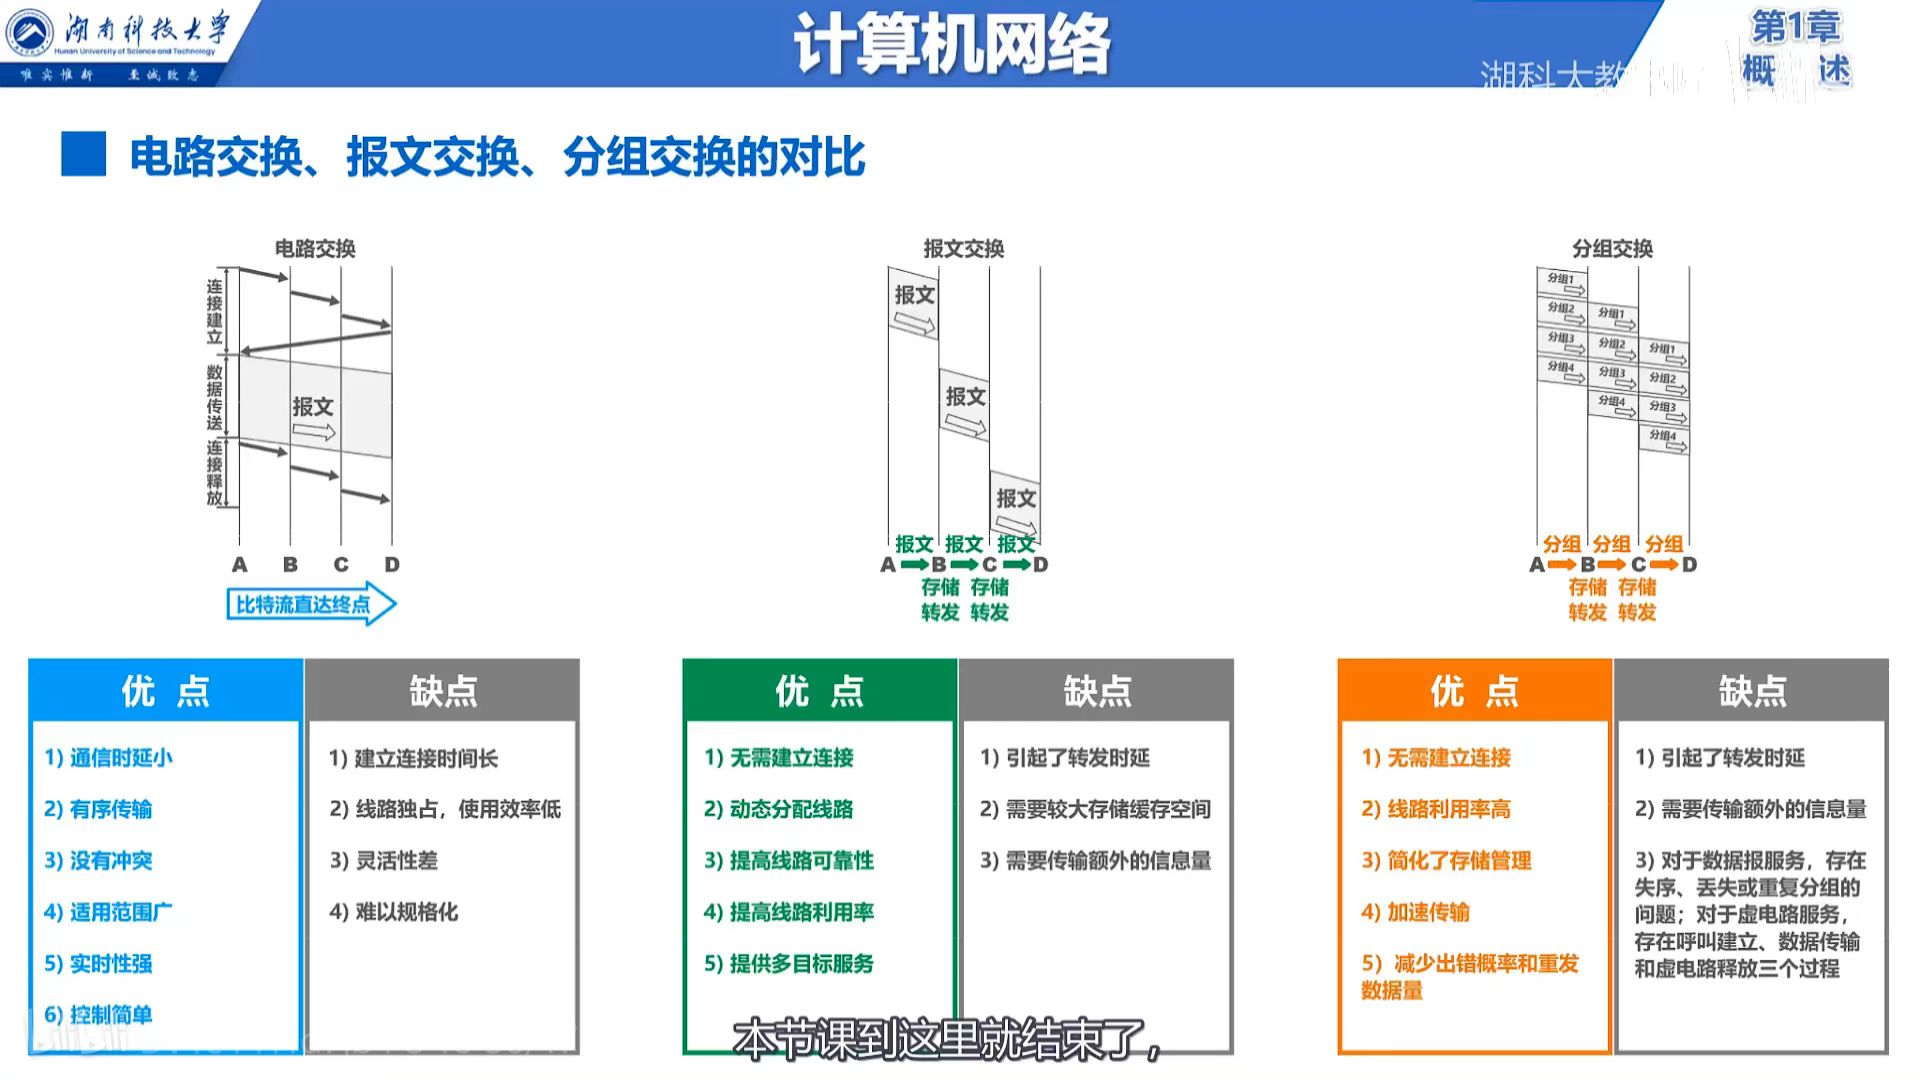 湖南科技大学
Hunan University of Science and Technology
唯实惟新 至诚致志
计算机网络
第1章
概 述
湖科大教
电路交换、报文交换、分组交换的对比
电路交换
连接建立
数据传送
连接释放
报文
A B C D
比特流直达终点
报文交换
报文
报文
报文
报文 报文 报文
A B C D
存储 存储
转发 转发
分组交换
分组1
分组2 分组1
分组3 分组2 分组1
分组4 分组3 分组2
分组4 分组3
分组4
分组 分组 分组
A B C D
存储 存储
转发 转发
优 点
1) 通信时延小
2) 有序传输
3) 没有冲突
4) 适用范围广
5) 实时性强
6) 控制简单
缺点
1) 建立连接时间长
2) 线路独占，使用效率低
3) 灵活性差
4) 难以规格化
优 点
1) 无需建立连接
2) 动态分配线路
3) 提高线路可靠性
4) 提高线路利用率
5) 提供多目标服务
缺点
1) 引起了转发时延
2) 需要较大存储缓存空间
3) 需要传输额外的信息量
优 点
1) 无需建立连接
2) 线路利用率高
3) 简化了存储管理
4) 加速传输
5) 减少出错概率和重发
数据量
缺点
1) 引起了转发时延
2) 需要传输额外的信息量
3) 对于数据报服务，存在
失序、丢失或重复分组的
问题；对于虚电路服务，
存在呼叫建立、数据传输
和虚电路释放三个过程
bilibili
本节课到这里就结束了，